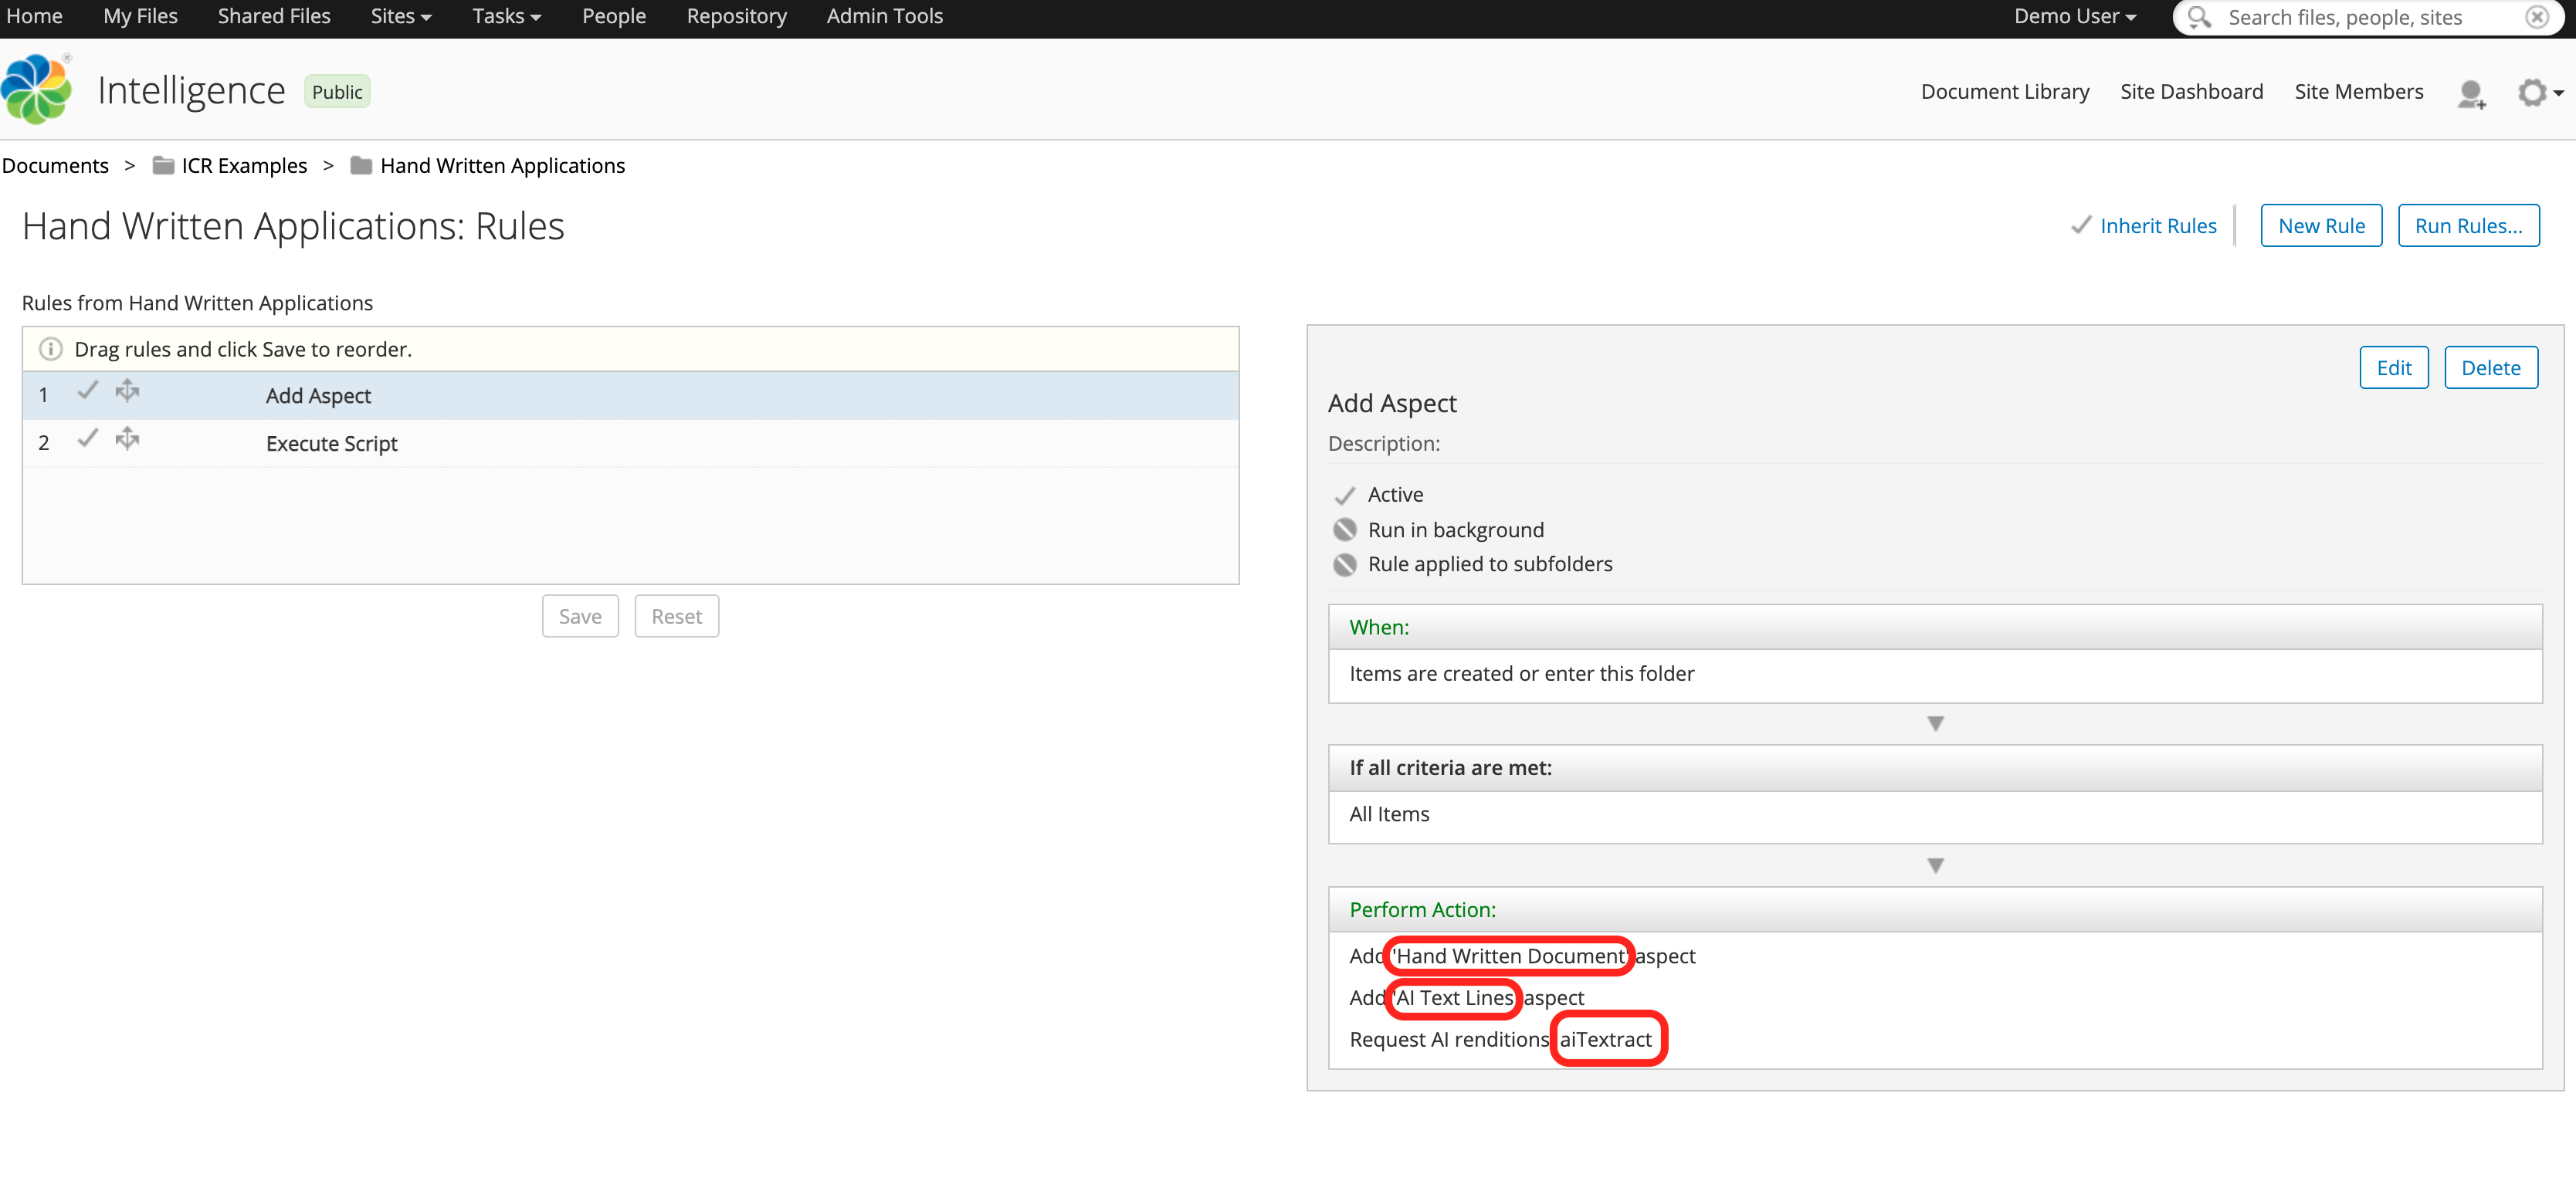 Home My Files Shared Files Sites Tasks People Repository Admin Tools Demo User Search files, people, sites
® Intelligence Public Document Library Site Dashboard Site Members
Documents > ICR Examples > Hand Written Applications
Hand Written Applications: Rules Inherit Rules New Rule Run Rules...
Rules from Hand Written Applications
Drag rules and click Save to reorder.
1 Add Aspect
2 Execute Script
Save Reset
Edit Delete
Add Aspect
Description:
Active
Run in background
Rule applied to subfolders
When:
Items are created or enter this folder
If all criteria are met:
All Items
Perform Action:
Add 'Hand Written Document' aspect
Add 'AI Text Lines' aspect
Request AI renditions aiTextract